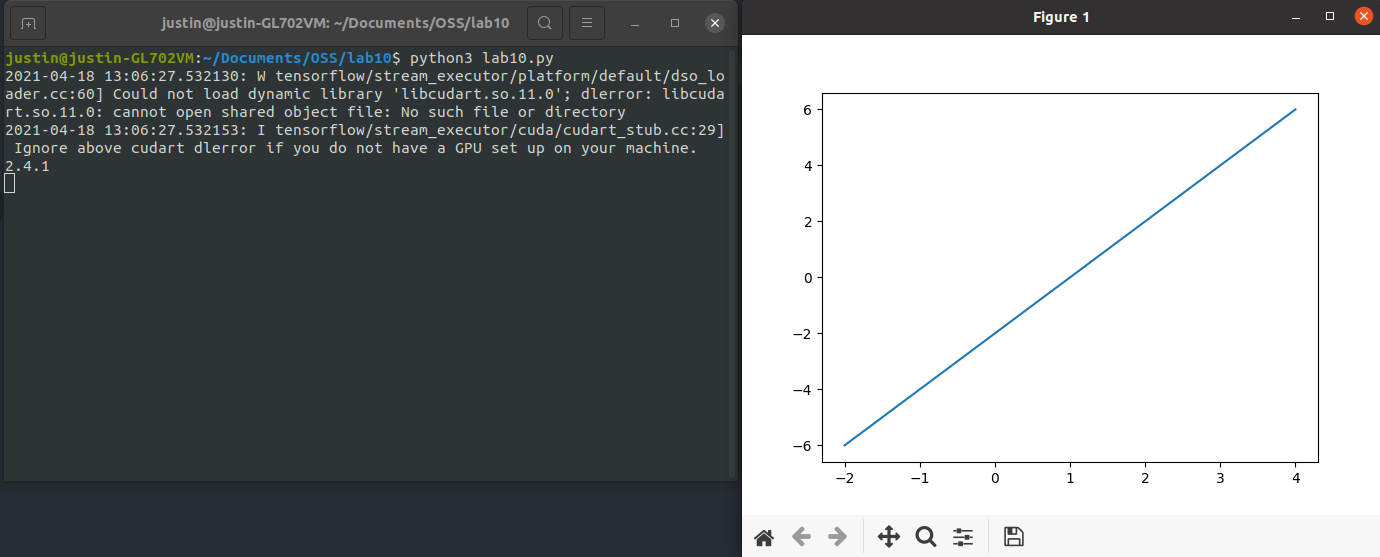 justin@justin-GL702VM: ~/Documents/OSS/lab10
justin@justin-GL702VM:~/Documents/OSS/lab10$ python3 lab10.py
2021-04-18 13:06:27.532130: W tensorflow/stream_executor/platform/default/dso_lo
ader.cc:60] Could not load dynamic library 'libcudart.so.11.0'; dlerror: libcuda
rt.so.11.0: cannot open shared object file: No such file or directory
2021-04-18 13:06:27.532153: I tensorflow/stream_executor/cuda/cudart_stub.cc:29]
 Ignore above cudart dlerror if you do not have a GPU set up on your machine.
2.4.1
Figure 1
6
4
2
0
−2
−4
−6
−2 −1 0 1 2 3 4